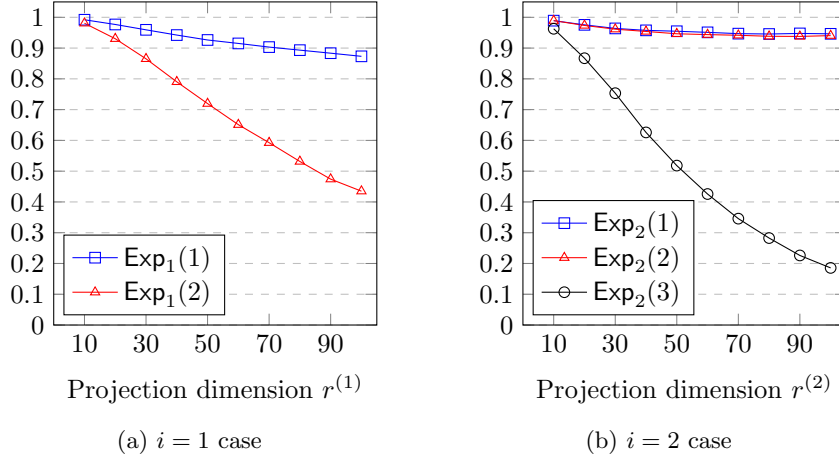 1
0.9
0.8
0.7
0.6
0.5
0.4
0.3
0.2
0.1
0
Exp₁(1)
Exp₁(2)
10 30 50 70 90
Projection dimension r⁽¹⁾
(a) i = 1 case
1
0.9
0.8
0.7
0.6
0.5
0.4
0.3
0.2
0.1
0
Exp₂(1)
Exp₂(2)
Exp₂(3)
10 30 50 70 90
Projection dimension r⁽²⁾
(b) i = 2 case